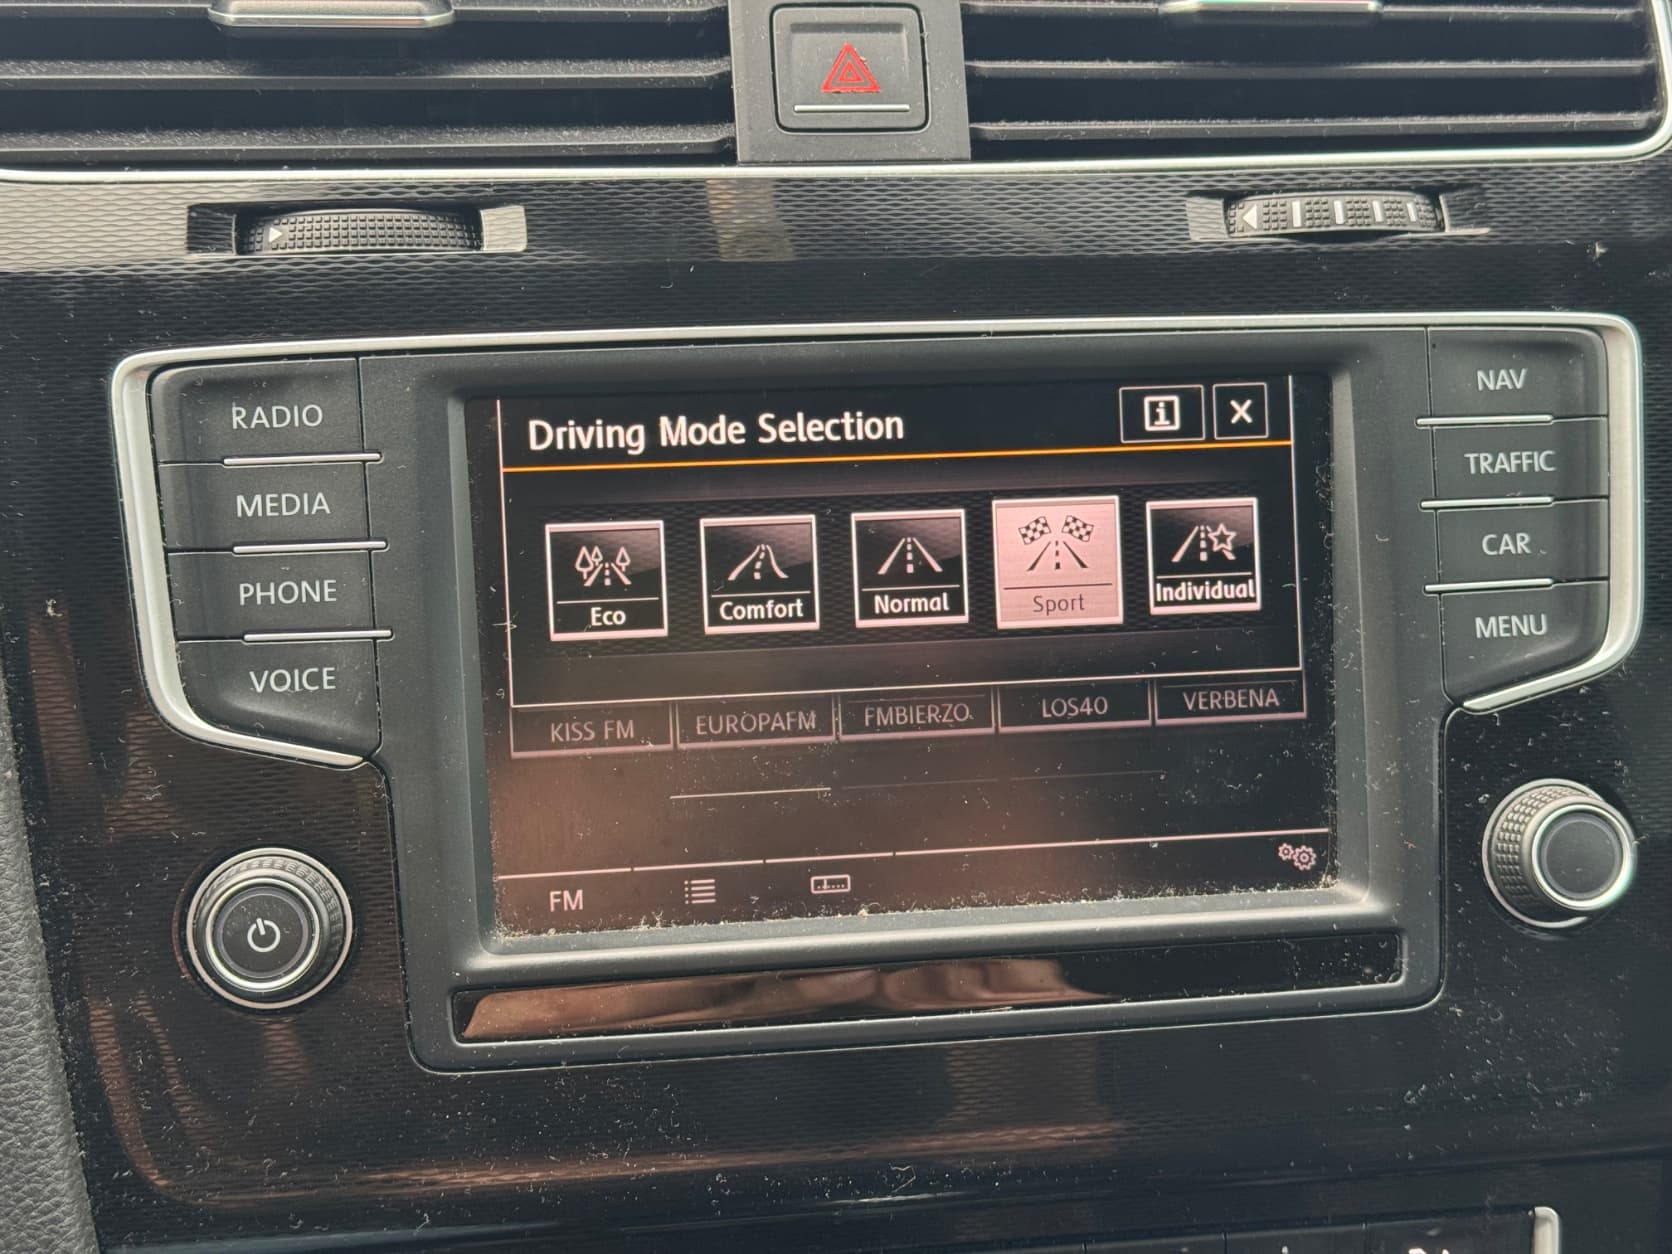 RADIO
MEDIA
PHONE
VOICE
Driving Mode Selection
i X
Eco Comfort Normal Sport Individual
KISS FM EUROPAFM FMBIERZO LOS40 VERBENA
FM
NAV
TRAFFIC
CAR
MENU